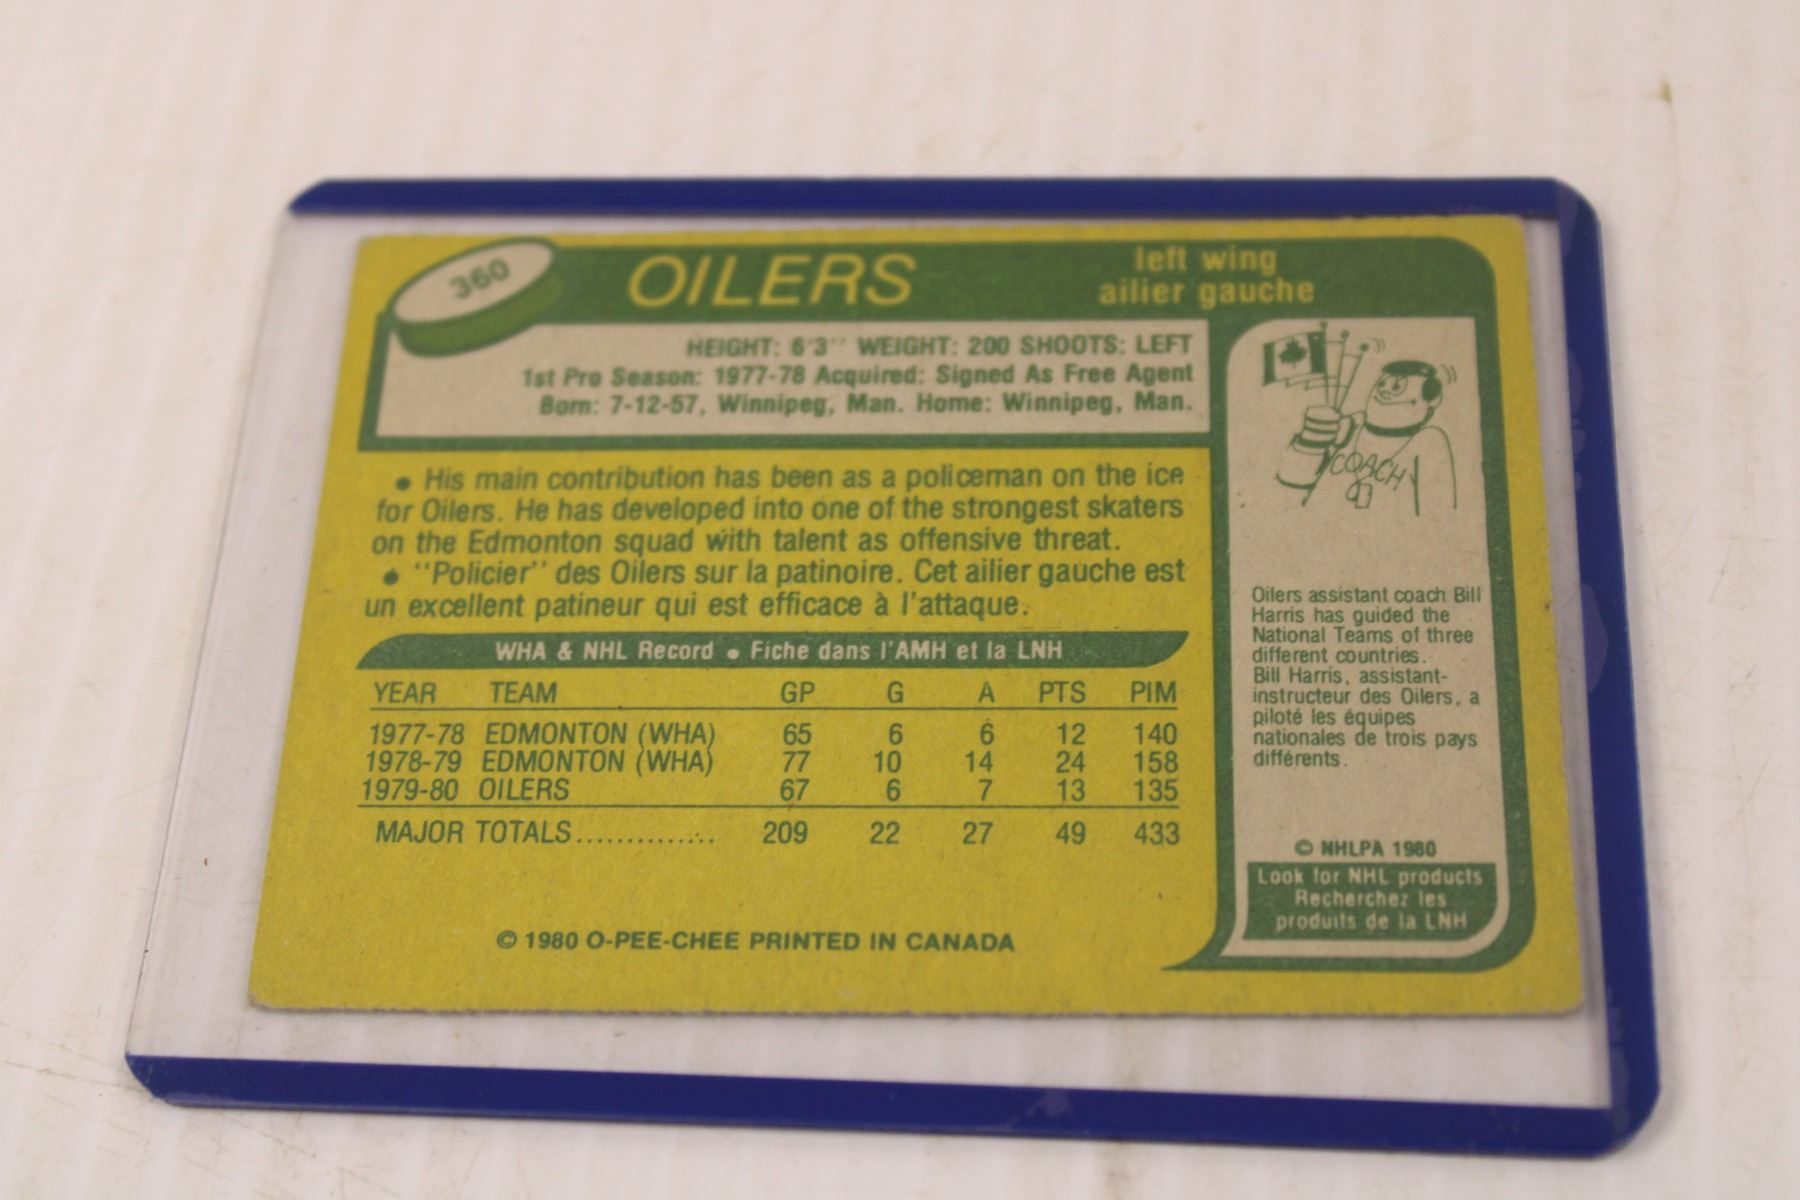 360
OILERS
left wing
ailier gauche
HEIGHT: 6'3'' WEIGHT: 200 SHOOTS: LEFT
1st Pro Season: 1977-78 Acquired: Signed As Free Agent
Born: 7-12-57, Winnipeg, Man. Home: Winnipeg, Man.
• His main contribution has been as a policeman on the ice
for Oilers. He has developed into one of the strongest skaters
on the Edmonton squad with talent as offensive threat.
• ''Policier'' des Oilers sur la patinoire. Cet ailier gauche est
un excellent patineur qui est efficace à l'attaque.
WHA & NHL Record • Fiche dans l'AMH et la LNH
YEAR TEAM GP G A PTS PIM
1977-78 EDMONTON (WHA) 65 6 6 12 140
1978-79 EDMONTON (WHA) 77 10 14 24 158
1979-80 OILERS 67 6 7 13 135
MAJOR TOTALS.............. 209 22 27 49 433
© 1980 O-PEE-CHEE PRINTED IN CANADA
COACH
Oilers assistant coach Bill
Harris has guided the
National Teams of three
different countries.
Bill Harris, assistant-
instructeur des Oilers, a
piloté les équipes
nationales de trois pays
différents.
© NHLPA 1980
Look for NHL products
Recherchez les
produits de la LNH